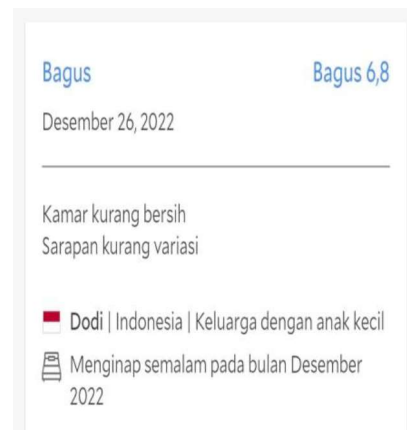 Bagus Bagus 6,8
Desember 26, 2022
Kamar kurang bersih
Sarapan kurang variasi
Dodi | Indonesia | Keluarga dengan anak kecil
Menginap semalam pada bulan Desember
2022